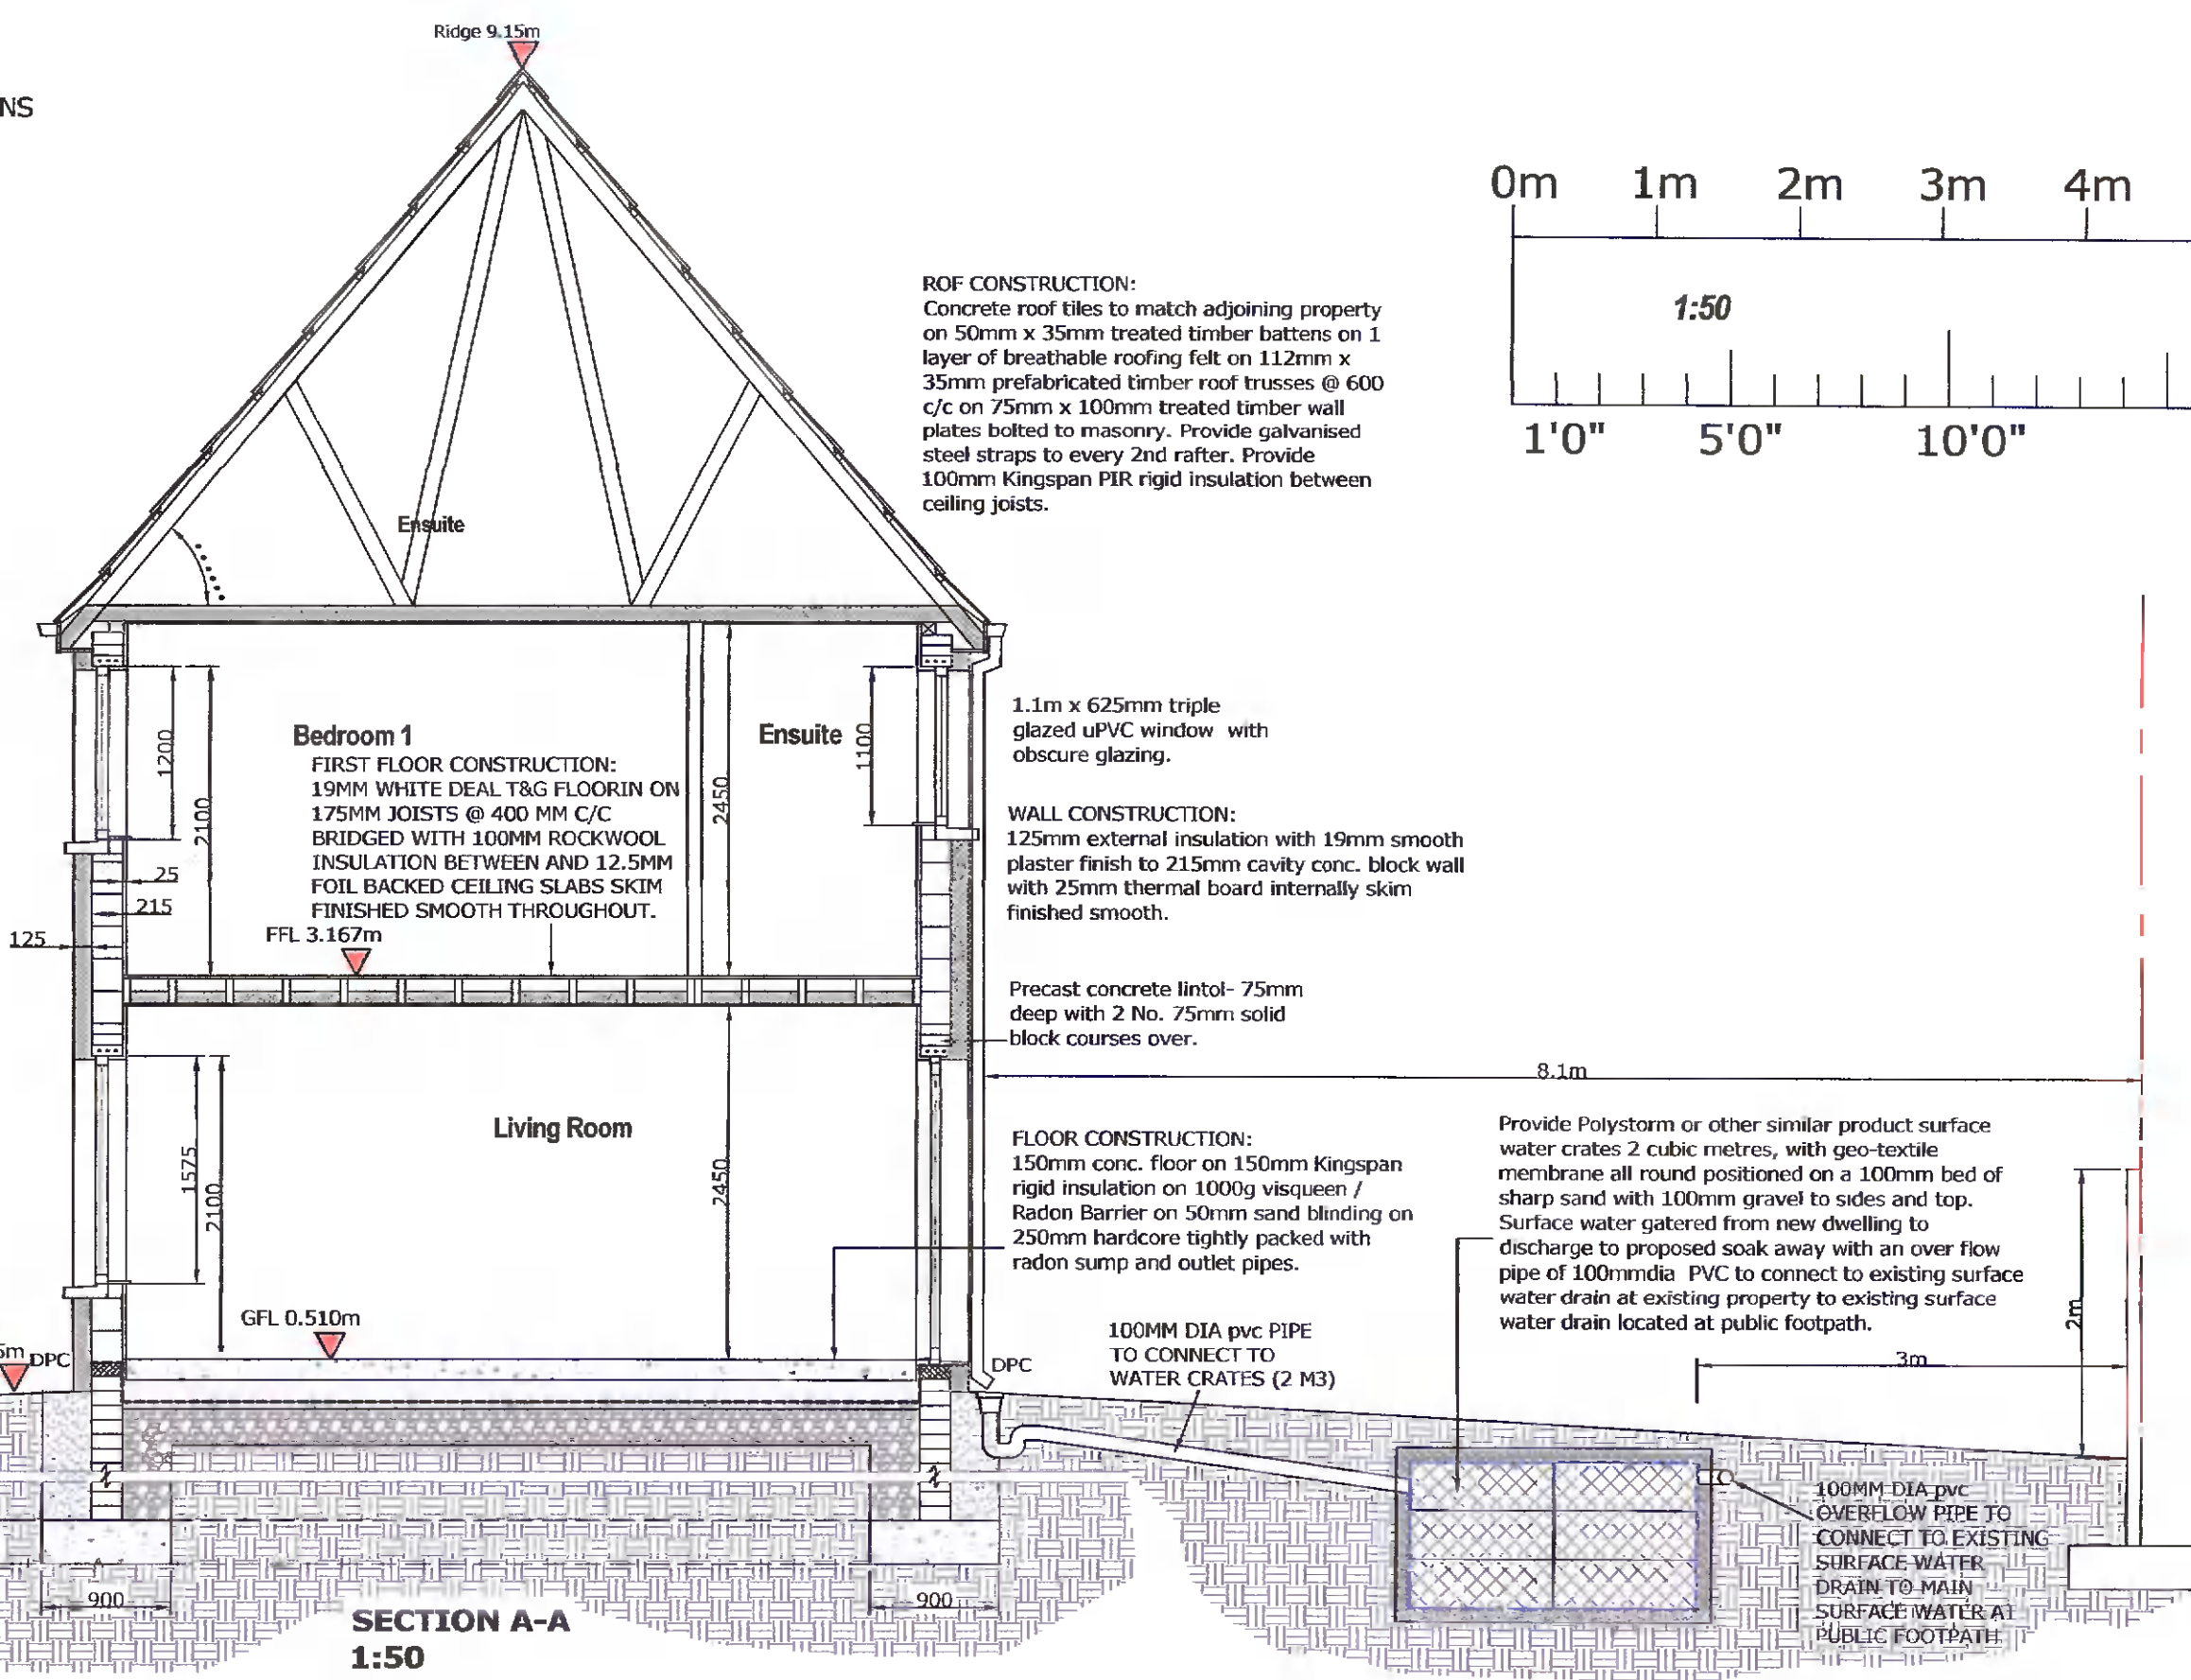 Ridge 9.15m
NS
0m 1m 2m 3m 4m
1:50
1'0" 5'0" 10'0"
ROF CONSTRUCTION:
Concrete roof tiles to match adjoining property
on 50mm x 35mm treated timber battens on 1
layer of breathable roofing felt on 112mm x
35mm prefabricated timber roof trusses @ 600
c/c on 75mm x 100mm treated timber wall
plates bolted to masonry. Provide galvanised
steel straps to every 2nd rafter. Provide
100mm Kingspan PIR rigid insulation between
ceiling joists.
Ensuite
1200
2100
Bedroom 1
FIRST FLOOR CONSTRUCTION:
19MM WHITE DEAL T&G FLOORIN ON
175MM JOISTS @ 400 MM C/C
BRIDGED WITH 100MM ROCKWOOL
INSULATION BETWEEN AND 12.5MM
FOIL BACKED CEILING SLABS SKIM
FINISHED SMOOTH THROUGHOUT.
2450
Ensuite
1100
25
215
125
FFL 3.167m
1.1m x 625mm triple
glazed uPVC window with
obscure glazing.
WALL CONSTRUCTION:
125mm external insulation with 19mm smooth
plaster finish to 215mm cavity conc. block wall
with 25mm thermal board internally skim
finished smooth.
Precast concrete lintol- 75mm
deep with 2 No. 75mm solid
block courses over.
8.1m
Living Room
1575
2100
2450
GFL 0.510m
FLOOR CONSTRUCTION:
150mm conc. floor on 150mm Kingspan
rigid insulation on 1000g visqueen /
Radon Barrier on 50mm sand blinding on
250mm hardcore tightly packed with
radon sump and outlet pipes.
Provide Polystorm or other similar product surface
water crates 2 cubic metres, with geo-textile
membrane all round positioned on a 100mm bed of
sharp sand with 100mm gravel to sides and top.
Surface water gatered from new dwelling to
discharge to proposed soak away with an over flow
pipe of 100mmdia PVC to connect to existing surface
water drain at existing property to existing surface
water drain located at public footpath.
2m
3m
5m
DPC
DPC
100MM DIA pvc PIPE
TO CONNECT TO
WATER CRATES (2 M3)
100MM DIA pvc
OVERFLOW PIPE TO
CONNECT TO EXISTING
SURFACE WATER
DRAIN TO MAIN
SURFACE WATER AT
PUBLIC FOOTPATH
900
900
SECTION A-A
1:50